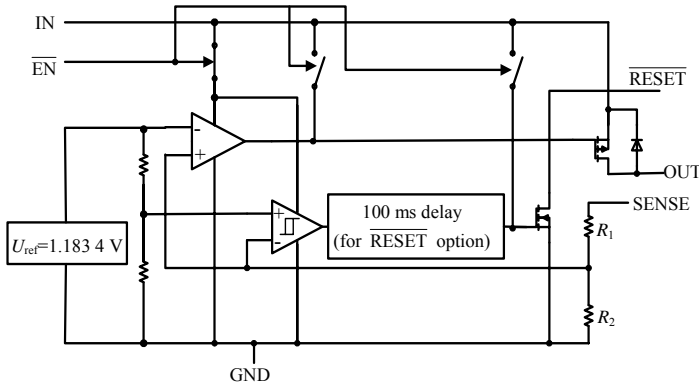 IN
EN
RESET
OUT
SENSE
-
+
+
-
100 ms delay
(for RESET option)
R1
Uref=1.183 4 V
R2
GND